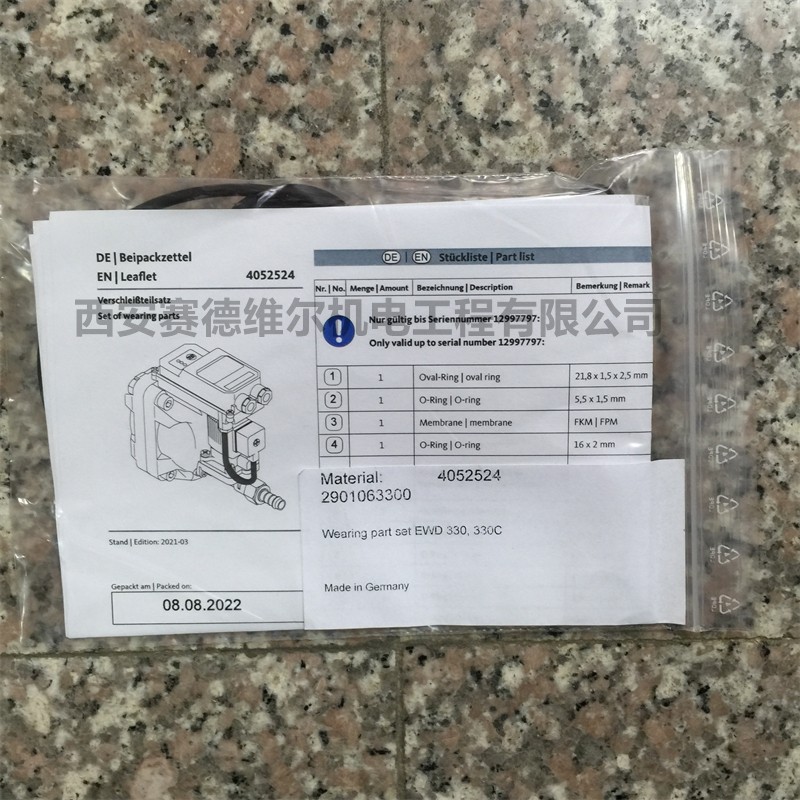 DE | Beipackzettel
EN | Leaflet 4052524
Verschleißteilsatz
Set of wearing parts
DE | EN Stückliste | Part list
Nr. | No. Menge | Amount Bezeichnung | Description Bemerkung | Remark
西安赛德维尔机电工程有限公司
Nur gültig bis Seriennummer 12997797:
Only valid up to serial number 12997797:
1 1 Oval-Ring | oval ring 21,8 x 1,5 x 2,5 mm
2 1 O-Ring | O-ring 5,5 x 1,5 mm
3 1 Membrane | membrane FKM | FPM
4 1 O-Ring | O-ring 16 x 2 mm
Stand | Edition: 2021-03
Gepackt am | Packed on:
08.08.2022
Material: 4052524
2901063300
Wearing part set EWD 330, 330C
Made in Germany